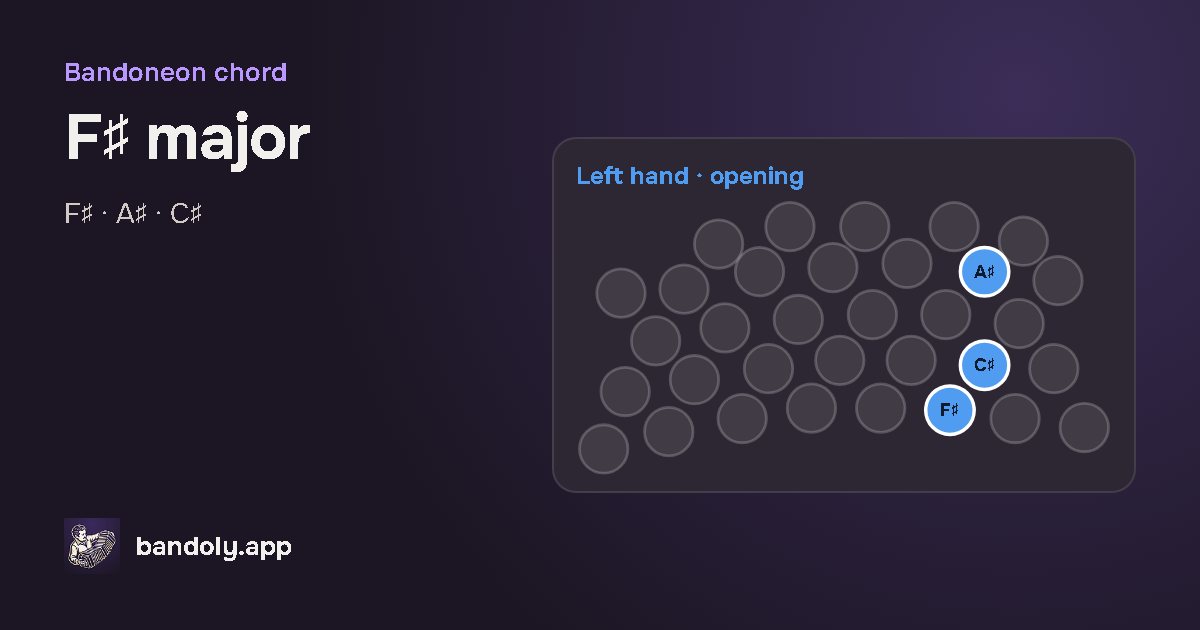 Bandoneon chord
F♯ major
F♯ · A♯ · C♯
Left hand · opening
A♯
C♯
F♯
bandoly.app